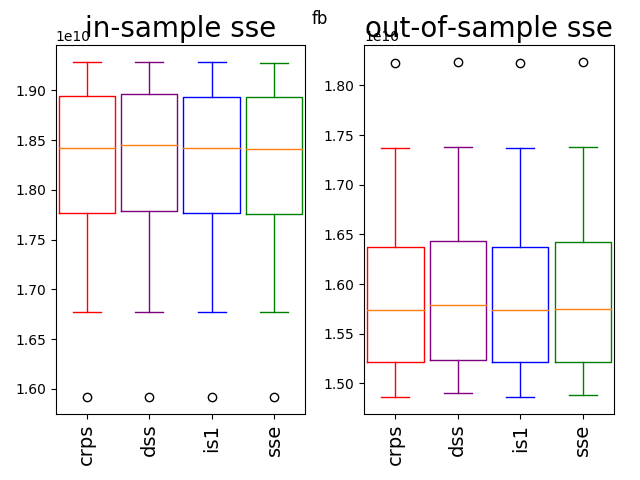 fb
in-sample sse
out-of-sample sse
1e10
1e10
1.90
1.85
1.80
1.75
1.70
1.65
1.60
1.80
1.75
1.70
1.65
1.60
1.55
1.50
crps
dss
is1
sse
crps
dss
is1
sse